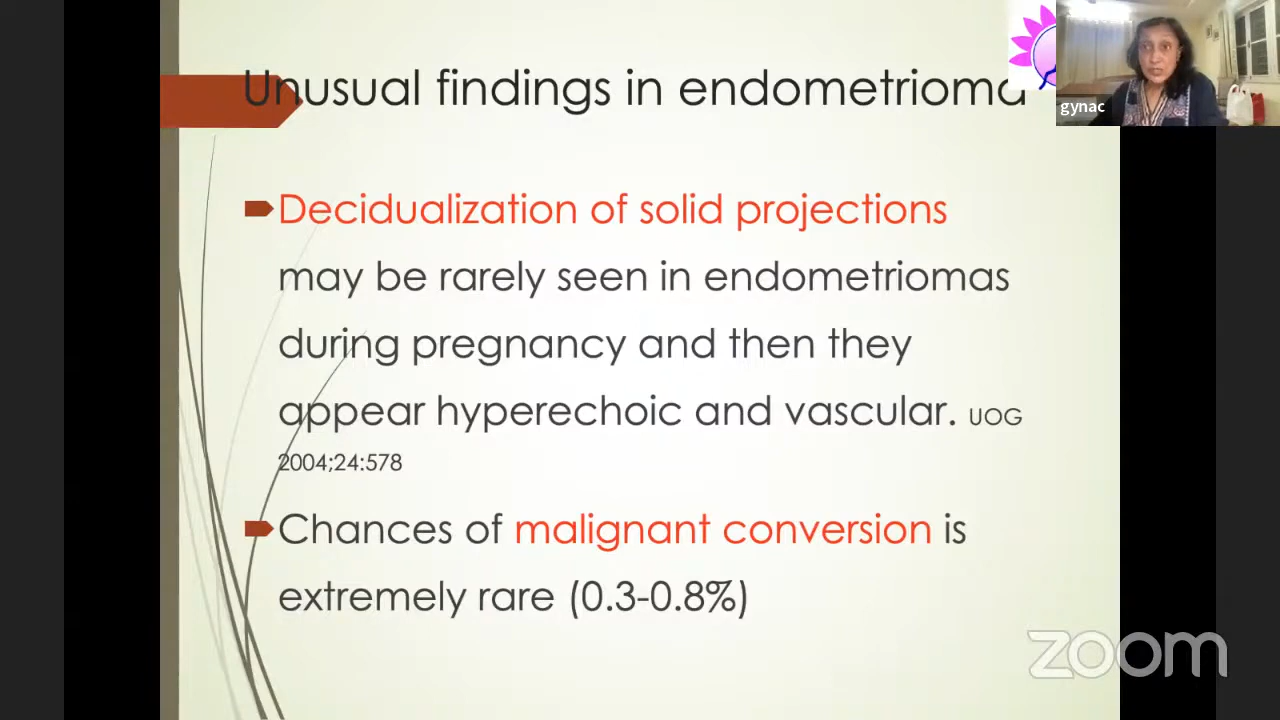 Unusual findings in endometrioma
gynac
Decidualization of solid projections
may be rarely seen in endometriomas
during pregnancy and then they
appear hyperechoic and vascular. UOG
2004;24:578
Chances of malignant conversion is
extremely rare (0.3-0.8%)
zoom